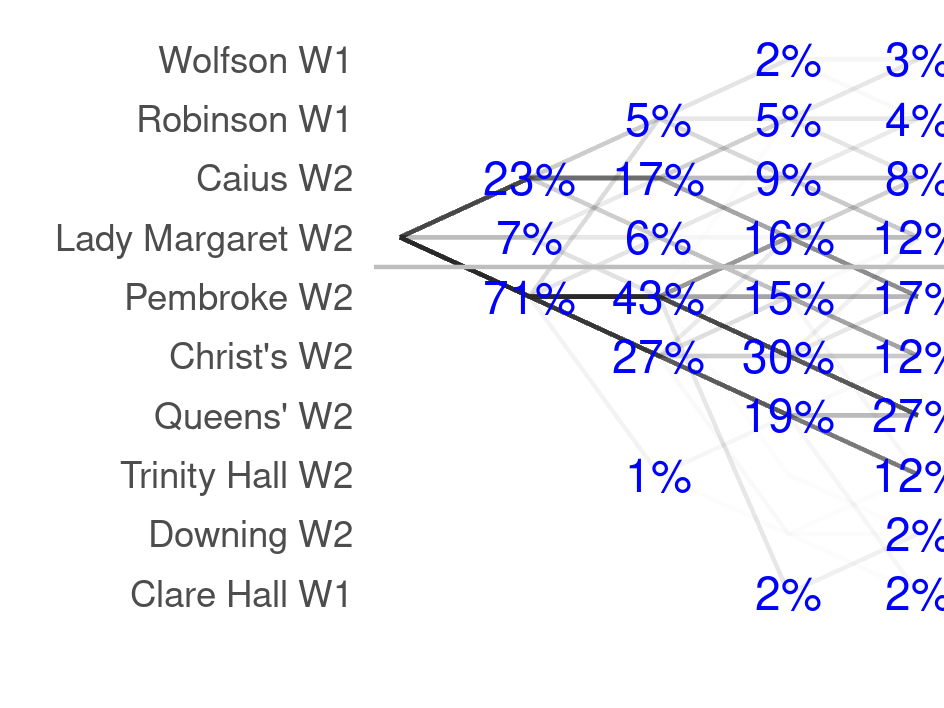 Wolfson W1 2% 3%
Robinson W1 5% 5% 4%
Caius W2 23% 17% 9% 8%
Lady Margaret W2 7% 6% 16% 12%
Pembroke W2 71% 43% 15% 17%
Christ's W2 27% 30% 12%
Queens' W2 19% 27%
Trinity Hall W2 1% 12%
Downing W2 2%
Clare Hall W1 2% 2%